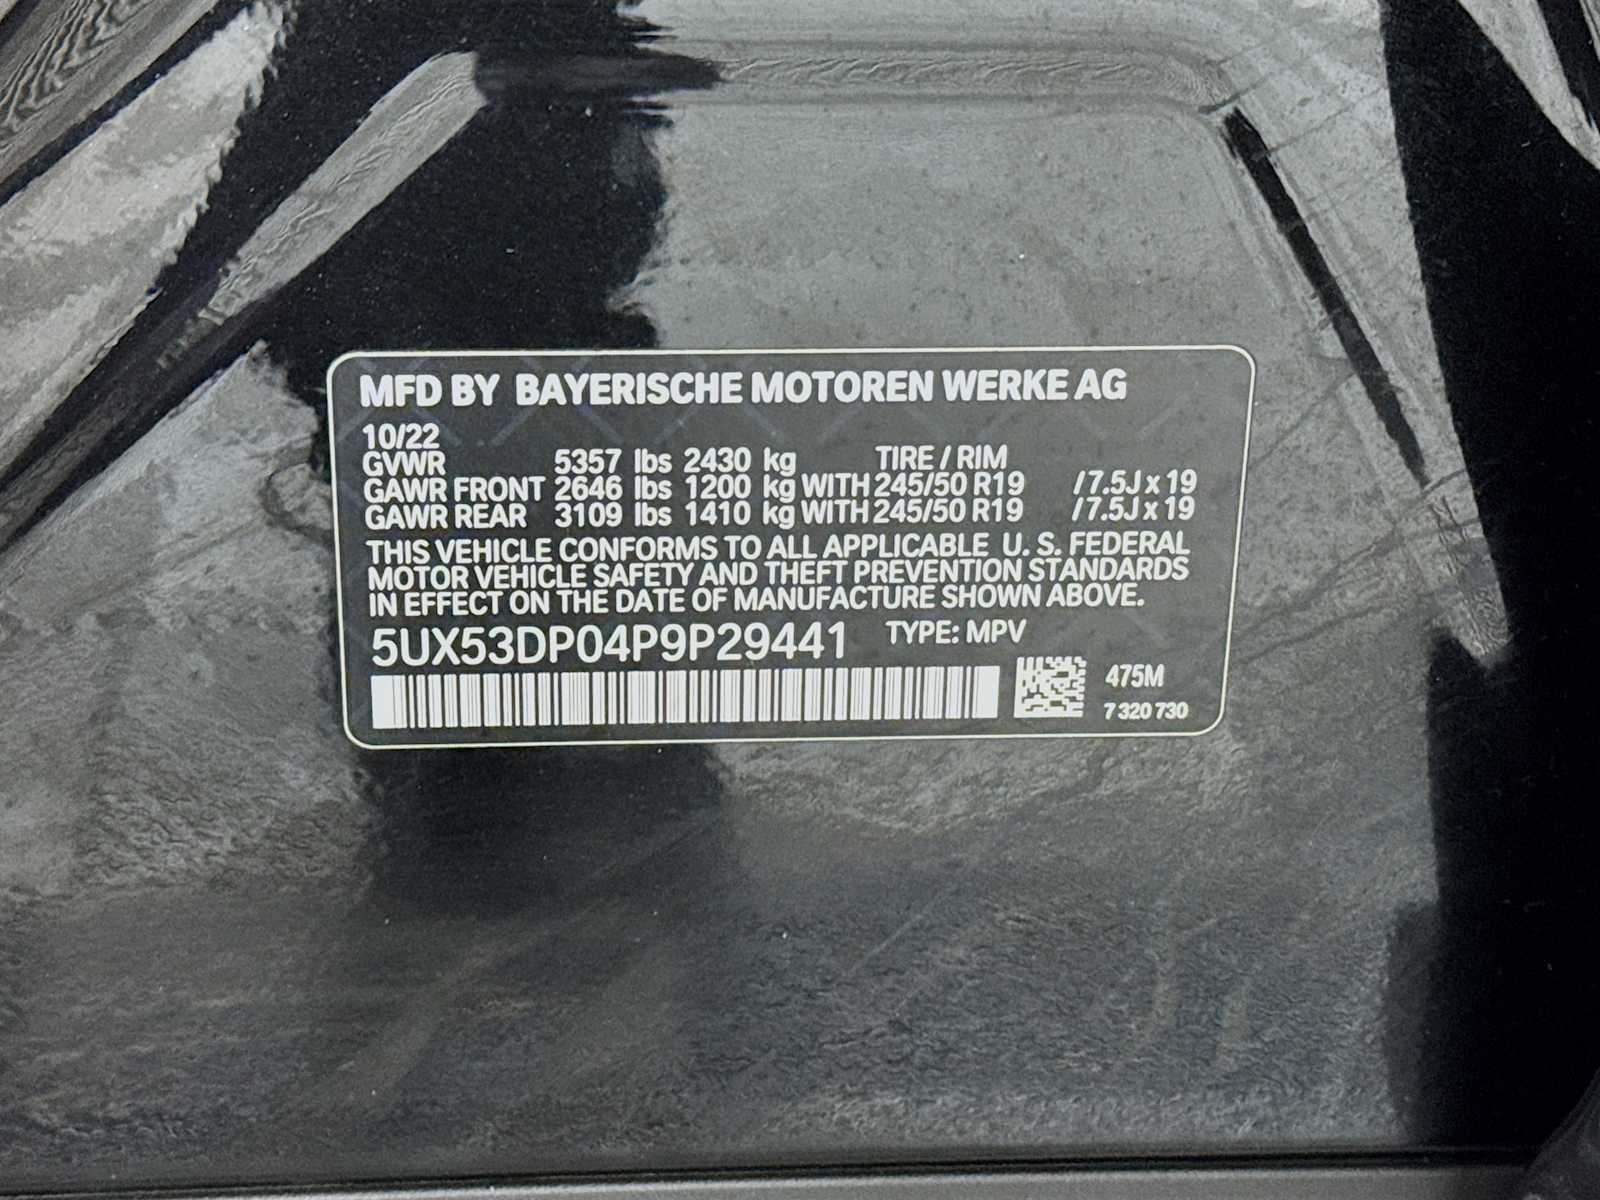 MFD BY BAYERISCHE MOTOREN WERKE AG
10/22
GVWR 5357 lbs 2430 kg TIRE / RIM
GAWR FRONT 2646 lbs 1200 kg WITH 245/50 R19 / 7.5J x 19
GAWR REAR 3109 lbs 1410 kg WITH 245/50 R19 / 7.5J x 19
THIS VEHICLE CONFORMS TO ALL APPLICABLE U. S. FEDERAL
MOTOR VEHICLE SAFETY AND THEFT PREVENTION STANDARDS
IN EFFECT ON THE DATE OF MANUFACTURE SHOWN ABOVE.
5UX53DP04P9P29441 TYPE: MPV
475M
7 320 730